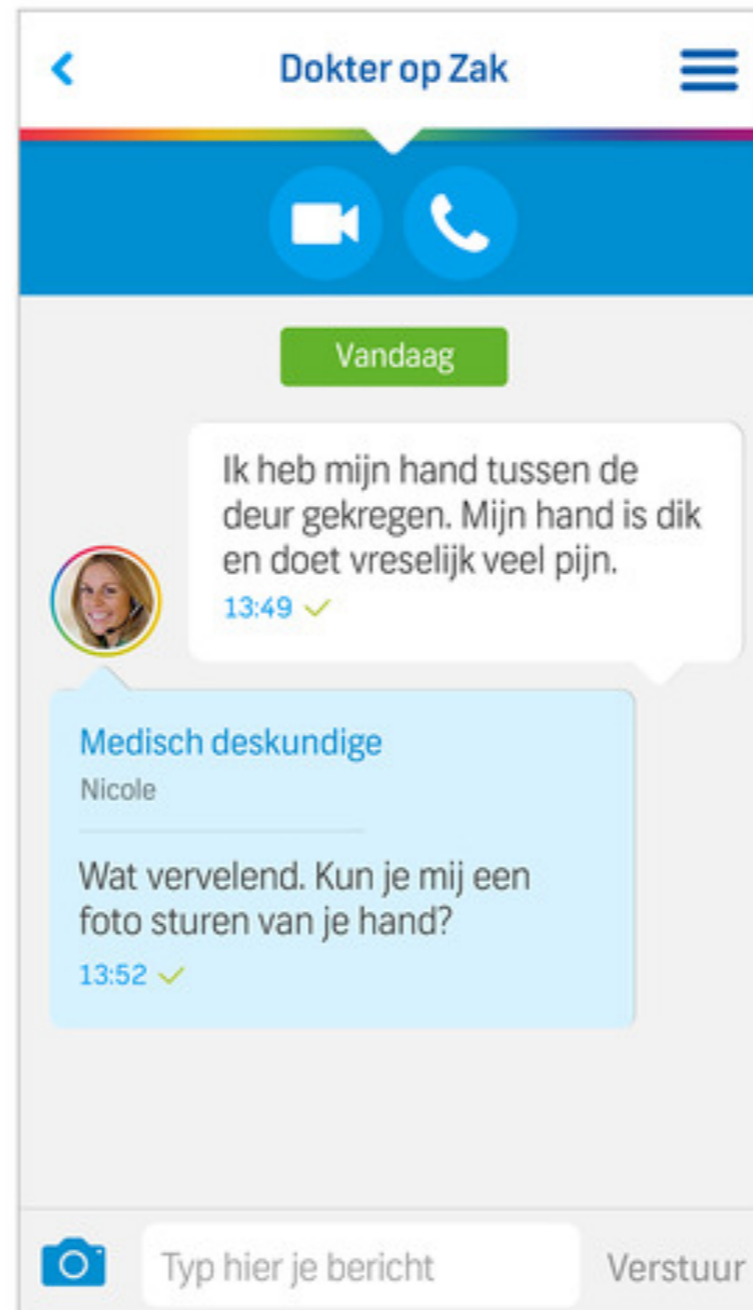 Dokter op Zak
Vandaag
Ik heb mijn hand tussen de
deur gekregen. Mijn hand is dik
en doet vreselijk veel pijn.
13:49
Medisch deskundige
Nicole
Wat vervelend. Kun je mij een
foto sturen van je hand?
13:52
Typ hier je bericht
Verstuur